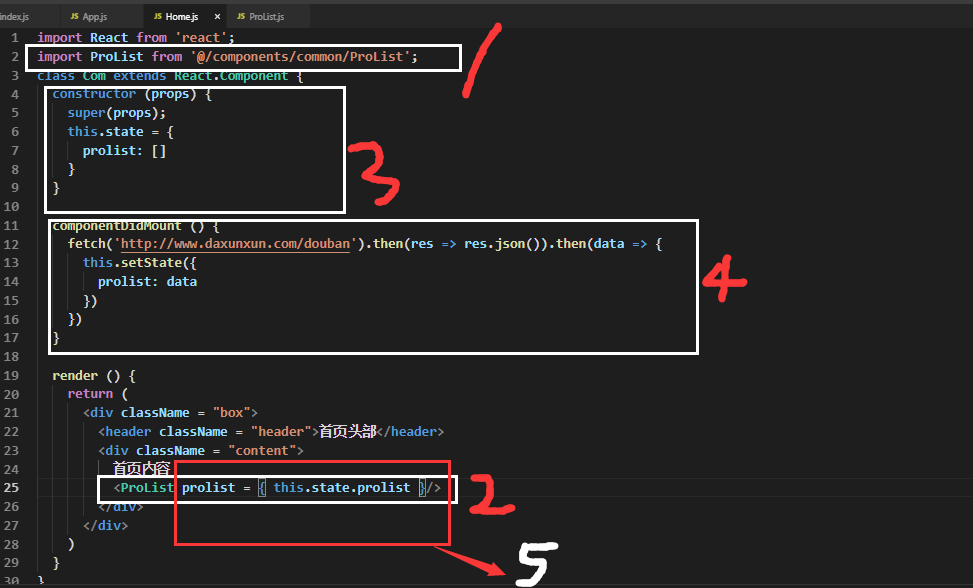 index.js JS App.js JS Home.js × JS ProList.js
1 import React from 'react';
2 import ProList from '@/components/common/ProList';
3 class Com extends React.Component {
4 constructor (props) {
5 super(props);
6 this.state = {
7 prolist: []
8 }
9 }
10
11 componentDidMount () {
12 fetch('http://www.daxunxun.com/douban').then(res => res.json()).then(data => {
13 this.setState({
14 prolist: data
15 })
16 })
17 }
18
19 render () {
20 return (
21 <div className = "box">
22 <header className = "header">首页头部</header>
23 <div className = "content">
24 首页内容
25 <ProList prolist = { this.state.prolist }/>
26 </div>
27 </div>
28 )
29 }
30 }
1
3
4
2
5